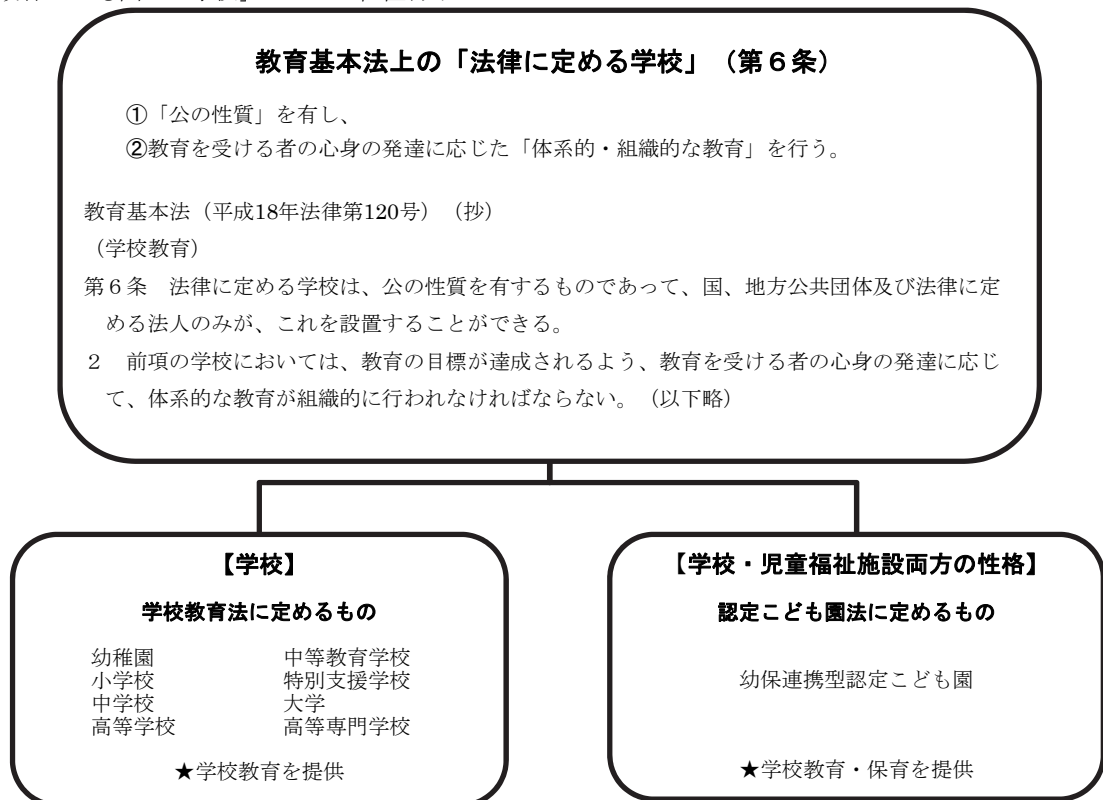 教育基本法上の「法律に定める学校」（第６条）
①「公の性質」を有し、
②教育を受ける者の心身の発達に応じた「体系的・組織的な教育」を行う。
教育基本法（平成18年法律第120号）（抄）
（学校教育）
第６条　法律に定める学校は、公の性質を有するものであって、国、地方公共団体及び法律に定
める法人のみが、これを設置することができる。
２　前項の学校においては、教育の目標が達成されるよう、教育を受ける者の心身の発達に応じ
て、体系的な教育が組織的に行われなければならない。（以下略）
【学校】
学校教育法に定めるもの
幼稚園　中等教育学校
小学校　特別支援学校
中学校　大学
高等学校　高等専門学校
★学校教育を提供
【学校・児童福祉施設両方の性格】
認定こども園法に定めるもの
幼保連携型認定こども園
★学校教育・保育を提供